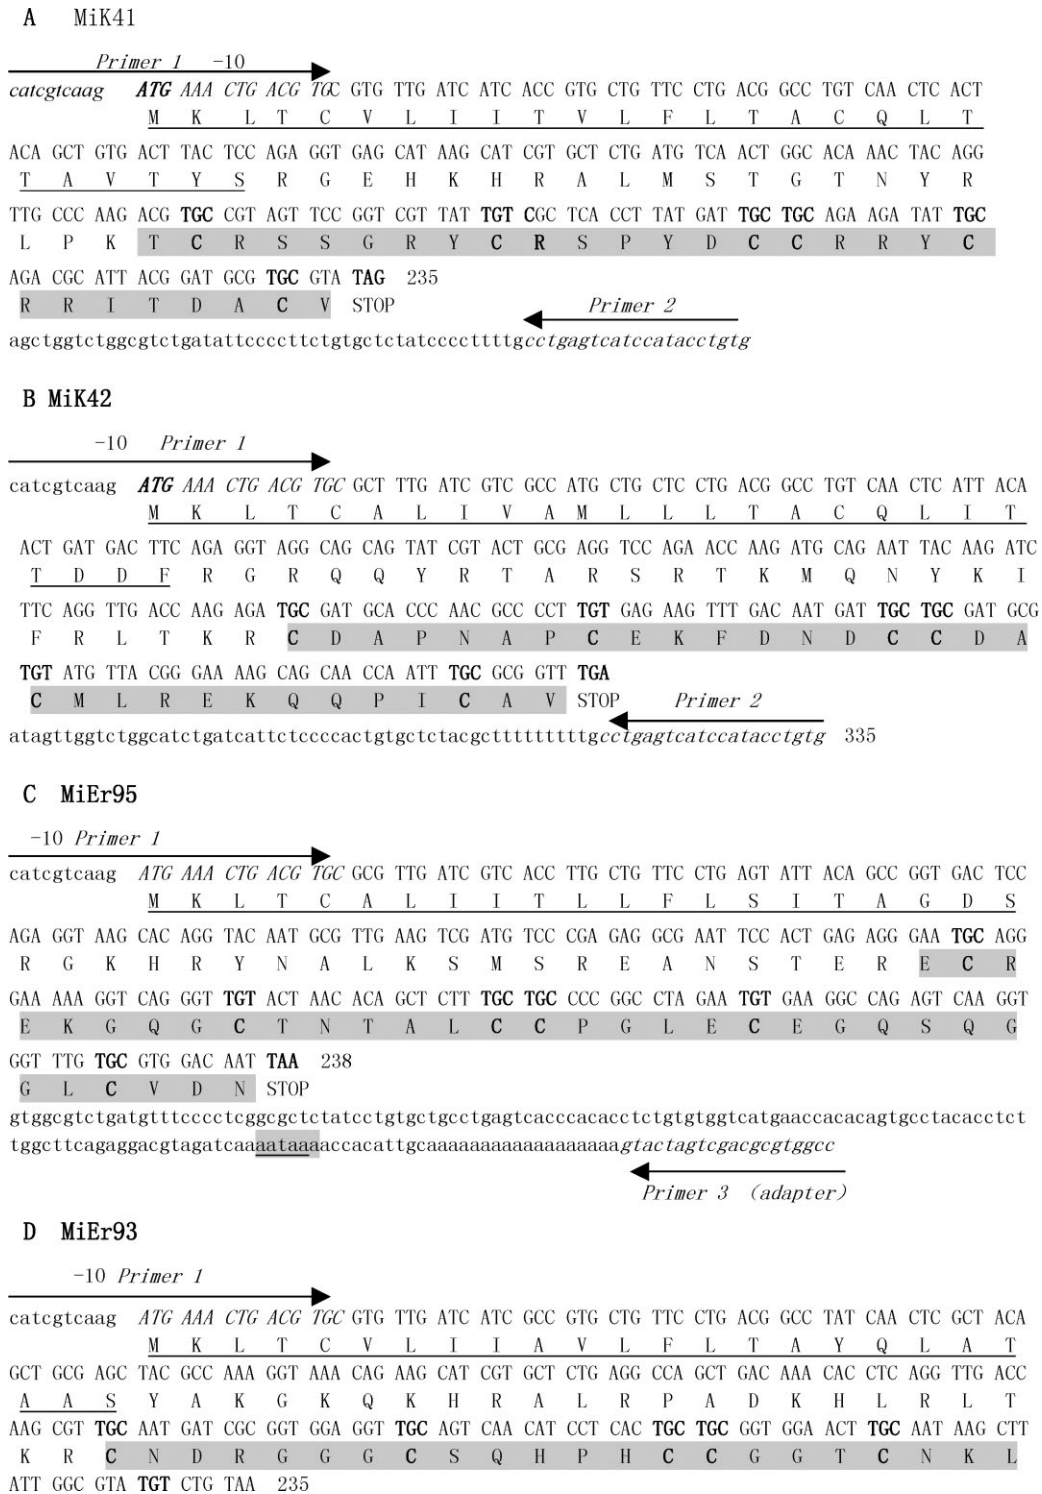 A MiK41
Primer 1 -10
catcgtcaag ATG AAA CTG ACG TGC GTG TTG ATC ATC ACC GTG CTG TTC CTG ACG GCC TGT CAA CTC ACT
M K L T C V L I I T V L F L T A C Q L T
ACA GCT GTG ACT TAC TCC AGA GGT GAG CAT AAG CAT CGT GCT CTG ATG TCA ACT GGC ACA AAC TAC AGG
T A V T Y S R G E H K H R A L M S T G T N Y R
TTG CCC AAG ACG TGC CGT AGT TCC GGT CGT TAT TGT CGC TCA CCT TAT GAT TGC TGC AGA AGA TAT TGC
L P K T C R S S G R Y C R S P Y D C C R R Y C
AGA CGC ATT ACG GAT GCG TGC GTA TAG 235
R R I T D A C V STOP Primer 2
agctggtctggcgtctgatattccccttctgtgctctatccccttttgcctgagtcatccatacctgtg
B MiK42
-10 Primer 1
catcgtcaag ATG AAA CTG ACG TGC GCT TTG ATC GTC GCC ATG CTG CTC CTG ACG GCC TGT CAA CTC ATT ACA
M K L T C A L I V A M L L L T A C Q L I T
ACT GAT GAC TTC AGA GGT AGG CAG CAG TAT CGT ACT GCG AGG TCC AGA ACC AAG ATG CAG AAT TAC AAG ATC
T D D F R G R Q Q Y R T A R S R T K M Q N Y K I
TTC AGG TTG ACC AAG AGA TGC GAT GCA CCC AAC GCC CCT TGT GAG AAG TTT GAC AAT GAT TGC TGC GAT GCG
F R L T K R C D A P N A P C E K F D N D C C D A
TGT ATG TTA CGG GAA AAG CAG CAA CCA ATT TGC GCG GTT TGA
C M L R E K Q Q P I C A V STOP Primer 2
atagttggtctggcatctgatcattctccccactgtgctctacgctttttttttgcctgagtcatccatacctgtg 335
C MiEr95
-10 Primer 1
catcgtcaag ATG AAA CTG ACG TGC GCG TTG ATC GTC ACC TTG CTG TTC CTG AGT ATT ACA GCC GGT GAC TCC
M K L T C A L I I T L L F L S I T A G D S
AGA GGT AAG CAC AGG TAC AAT GCG TTG AAG TCG ATG TCC CGA GAG GCG AAT TCC ACT GAG AGG GAA TGC AGG
R G K H R Y N A L K S M S R E A N S T E R E C R
GAA AAA GGT CAG GGT TGT ACT AAC ACA GCT CTT TGC TGC CCC GGC CTA GAA TGT GAA GGC CAG AGT CAA GGT
E K G Q G C T N T A L C C P G L E C E G Q S Q G
GGT TTG TGC GTG GAC AAT TAA 238
G L C V D N STOP
gtggcgtctgatgtttcccctcggcgctctatcctgtgctgcctgagtcacccacacctctgtgtggtcatgaaccacacagtgcctacacctct
tggcttcagaggacgtagatcaaaaataaaaccacattgcaaaaaaaaaaaaaaaaaaagtactagtcgacgcgtggcc
Primer 3 (adapter)
D MiEr93
-10 Primer 1
catcgtcaag ATG AAA CTG ACG TGC GTG TTG ATC ATC GCC GTG CTG TTC CTG ACG GCC TAT CAA CTC GCT ACA
M K L T C V L I I A V L F L T A Y Q L A T
GCT GCG AGC TAC GCC AAA GGT AAA CAG AAG CAT CGT GCT CTG AGG CCA GCT GAC AAA CAC CTC AGG TTG ACC
A A S Y A K G K Q K H R A L R P A D K H L R L T
AAG CGT TGC AAT GAT CGC GGT GGA GGT TGC AGT CAA CAT CCT CAC TGC TGC GGT GGA ACT TGC AAT AAG CTT
K R C N D R G G G C S Q H P H C C G G T C N K L
ATT GGC GTA TGT CTG TAA 235